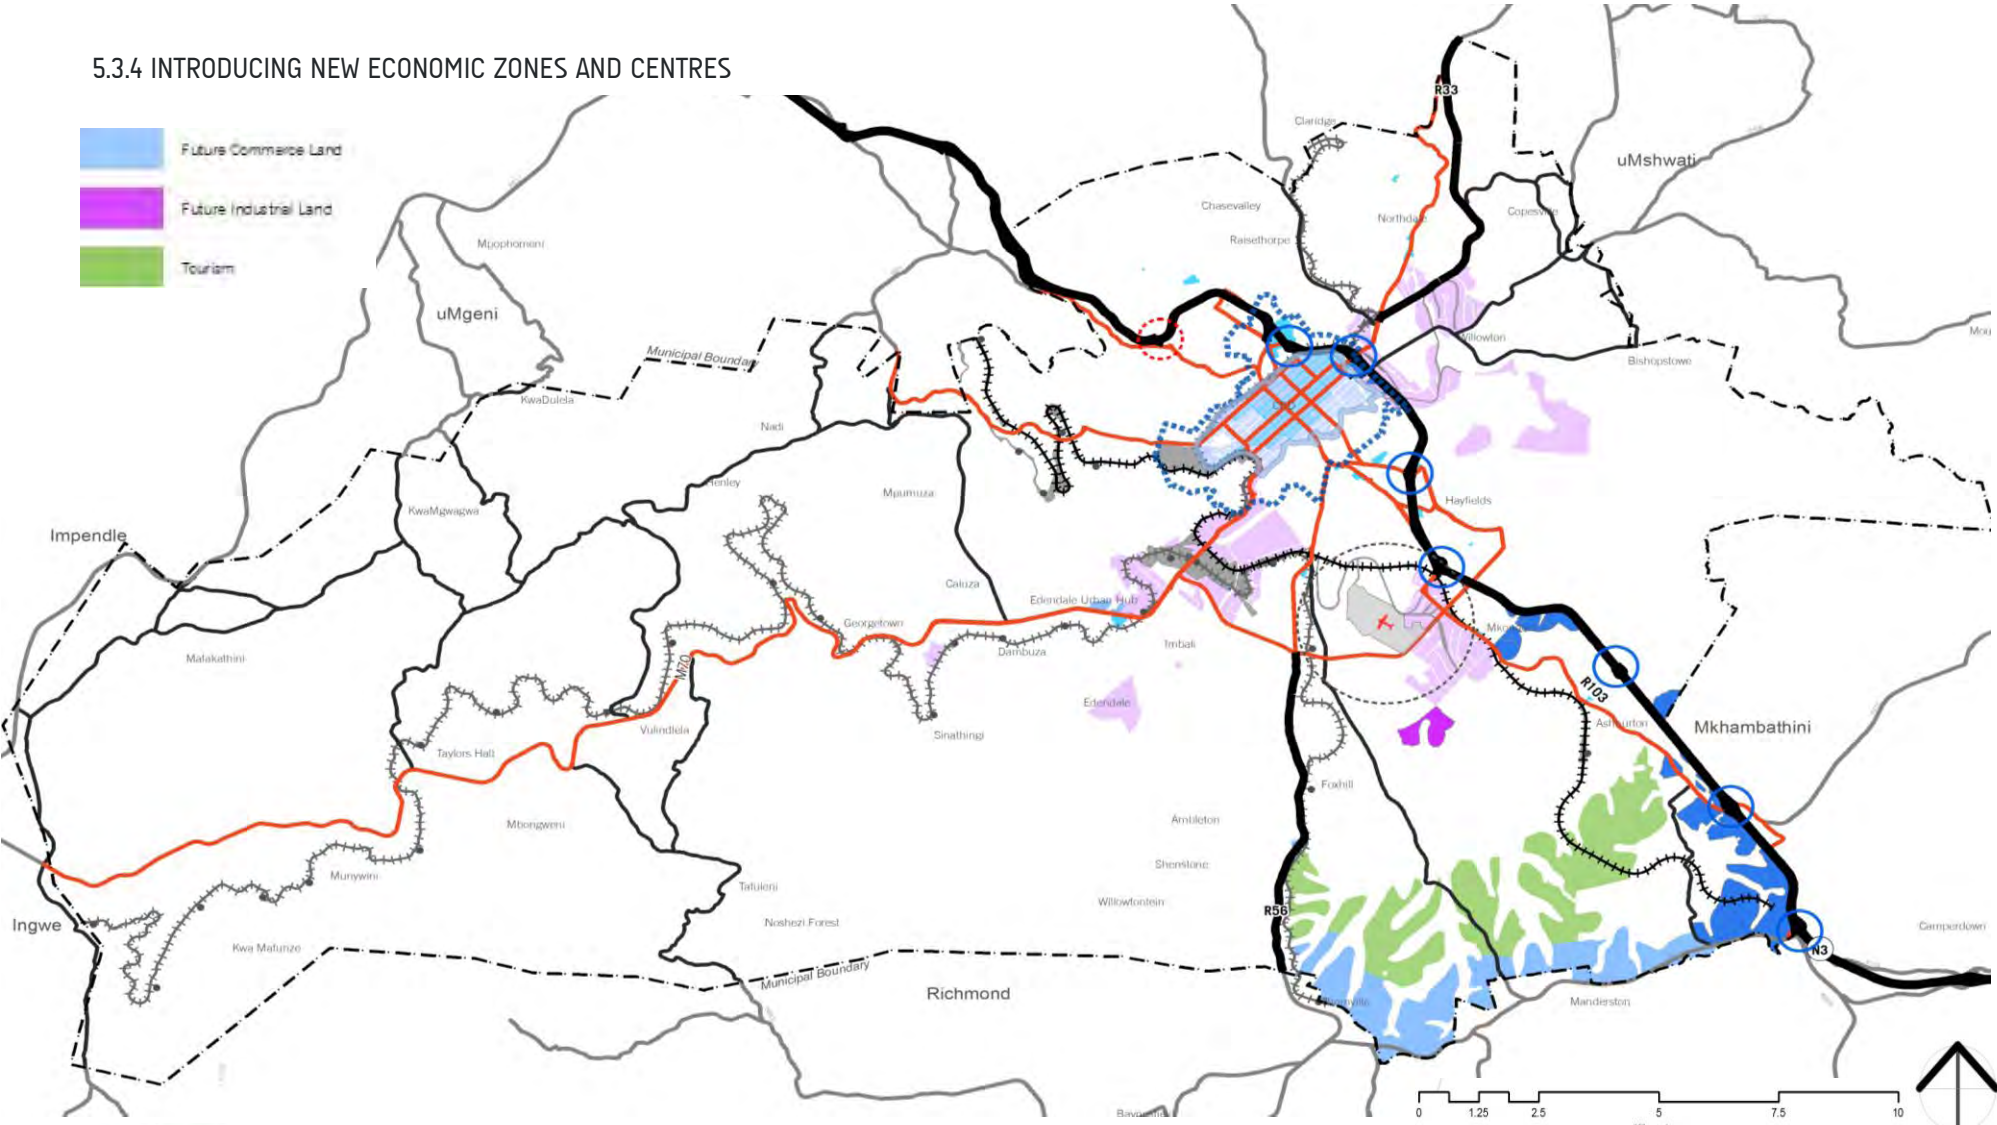 5.3.4 INTRODUCING NEW ECONOMIC ZONES AND CENTRES
Future Commerce Land
Future Industrial Land
Tourism
R33
Claridge
uMshwati
Chasevalley
Northdale
Copesville
Raisethorpe
Mpophomeni
uMgeni
Willowton
Bishopstowe
Municipal Boundary
KwaDulela
Nadi
Henley
Mpumuza
Hayfields
KwaMgwagwa
Impendle
Caluza
Edendale Urban Hub
Georgetown
Dambuza
Imbali
Mafakathini
M70
R103
Edendale
Ashburton
Mkhambathini
Vulindlela
Sinathingi
Taylors Halt
Foxhill
Mbongweni
Ambleton
Shenstone
Munywini
Tafuleni
Willowfontein
R56
Noshezi Forest
Ingwe
Kwa Mafunze
Camperdown
N3
Municipal Boundary
Richmond
Manderston
0 1.25 2.5 5 7.5 10